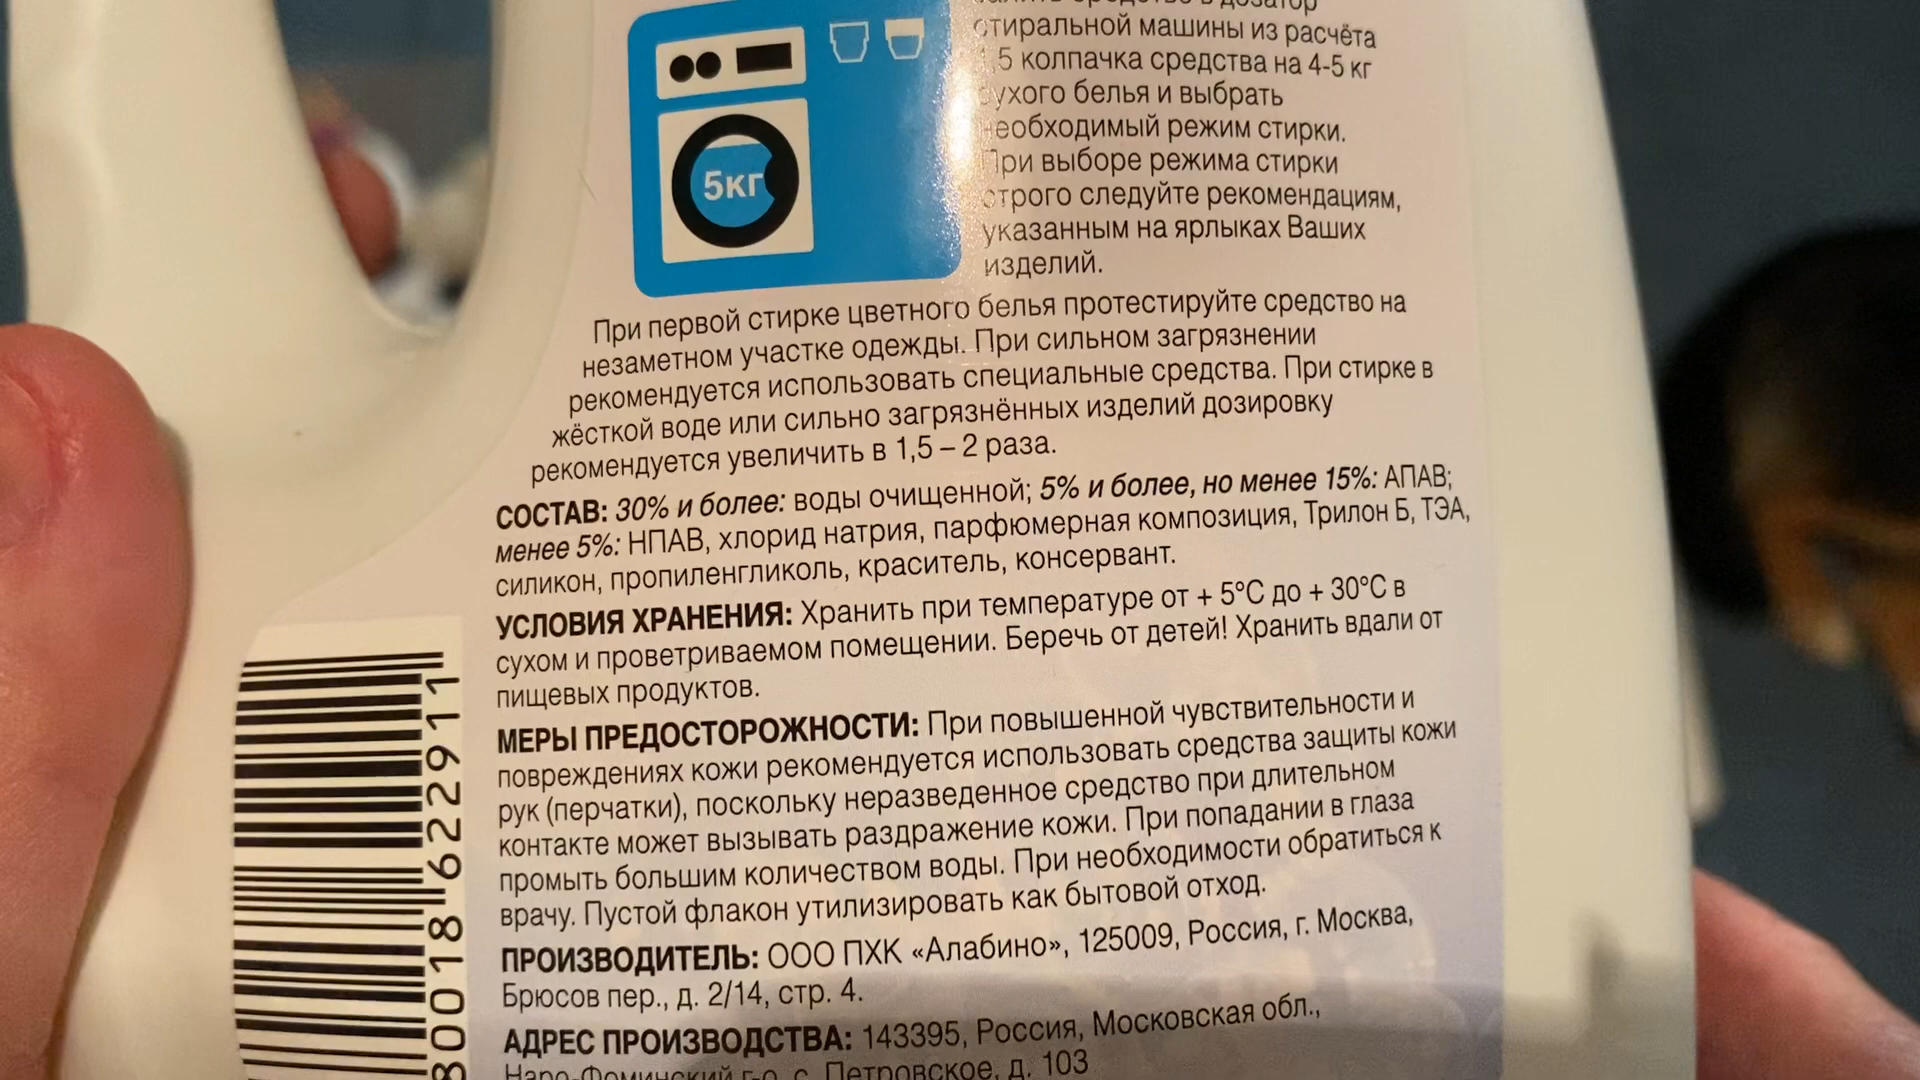 стиральной машины из расчёта
1,5 колпачка средства на 4-5 кг
сухого белья и выбрать
необходимый режим стирки.
При выборе режима стирки
строго следуйте рекомендациям,
указанным на ярлыках Ваших
изделий.
5кг
При первой стирке цветного белья протестируйте средство на
незаметном участке одежды. При сильном загрязнении
рекомендуется использовать специальные средства. При стирке в
жёсткой воде или сильно загрязнённых изделий дозировку
рекомендуется увеличить в 1,5 – 2 раза.
СОСТАВ: 30% и более: воды очищенной; 5% и более, но менее 15%: АПАВ;
менее 5%: НПАВ, хлорид натрия, парфюмерная композиция, Трилон Б, ТЭА,
силикон, пропиленгликоль, краситель, консервант.
УСЛОВИЯ ХРАНЕНИЯ: Хранить при температуре от + 5°С до + 30°С в
сухом и проветриваемом помещении. Беречь от детей! Хранить вдали от
пищевых продуктов.
МЕРЫ ПРЕДОСТОРОЖНОСТИ: При повышенной чувствительности и
повреждениях кожи рекомендуется использовать средства защиты кожи
рук (перчатки), поскольку неразведенное средство при длительном
контакте может вызывать раздражение кожи. При попадании в глаза
промыть большим количеством воды. При необходимости обратиться к
врачу. Пустой флакон утилизировать как бытовой отход.
ПРОИЗВОДИТЕЛЬ: ООО ПХК «Алабино», 125009, Россия, г. Москва,
Брюсов пер., д. 2/14, стр. 4.
АДРЕС ПРОИЗВОДСТВА: 143395, Россия, Московская обл.,
Наро-Фоминский г-о, с. Петровское, д. 103
80018 622911